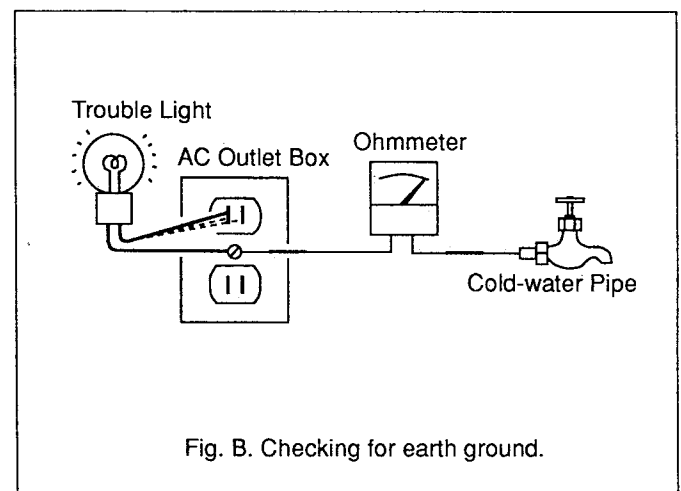 Trouble Light
AC Outlet Box
Ohmmeter
Cold-water Pipe
Fig. B. Checking for earth ground.